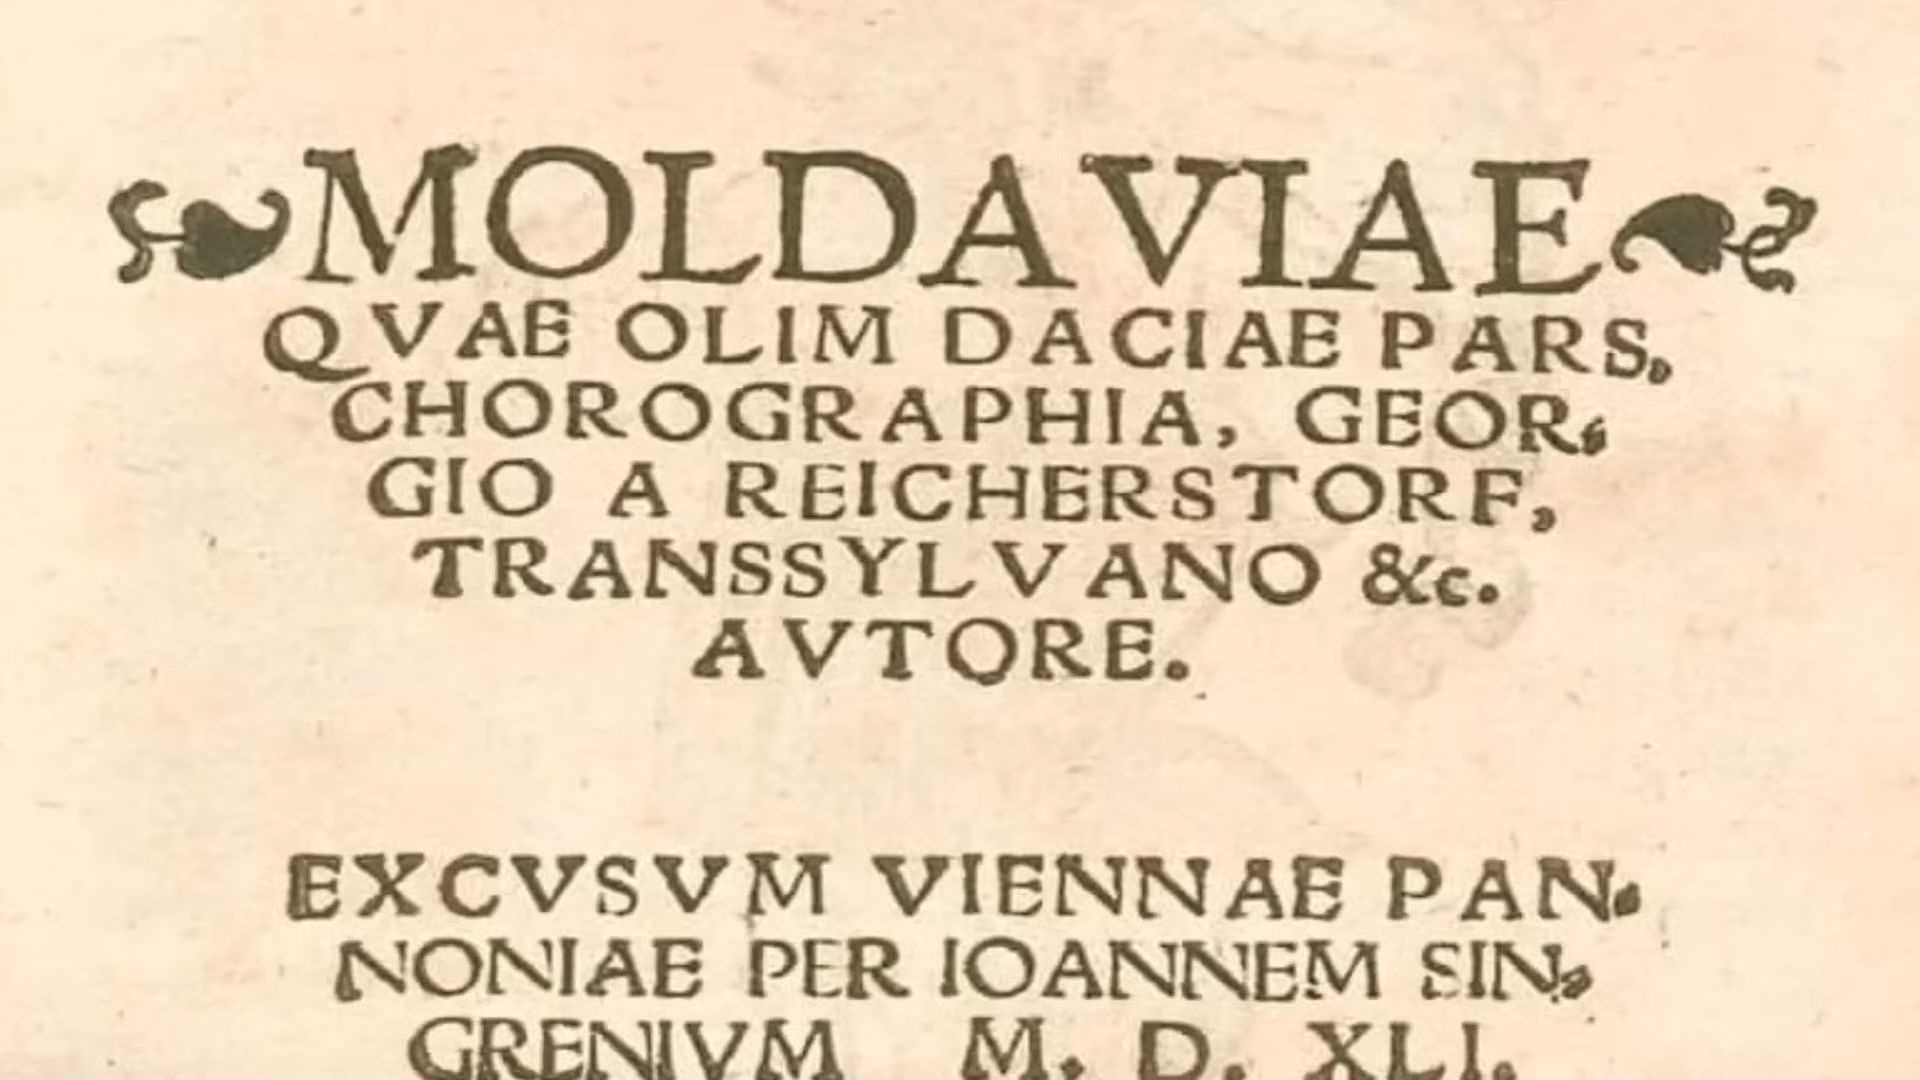 MOLDAVIAE
QVAE OLIM DACIAE PARS,
CHOROGRAPHIA, GEOR-
GIO A REICHERSTORF,
TRANSSYLVANO &c.
AVTORE.
EXCVSVM VIENNAE PAN-
NONIAE PER IOANNEM SIN-
GRENIVM M. D. XLI.